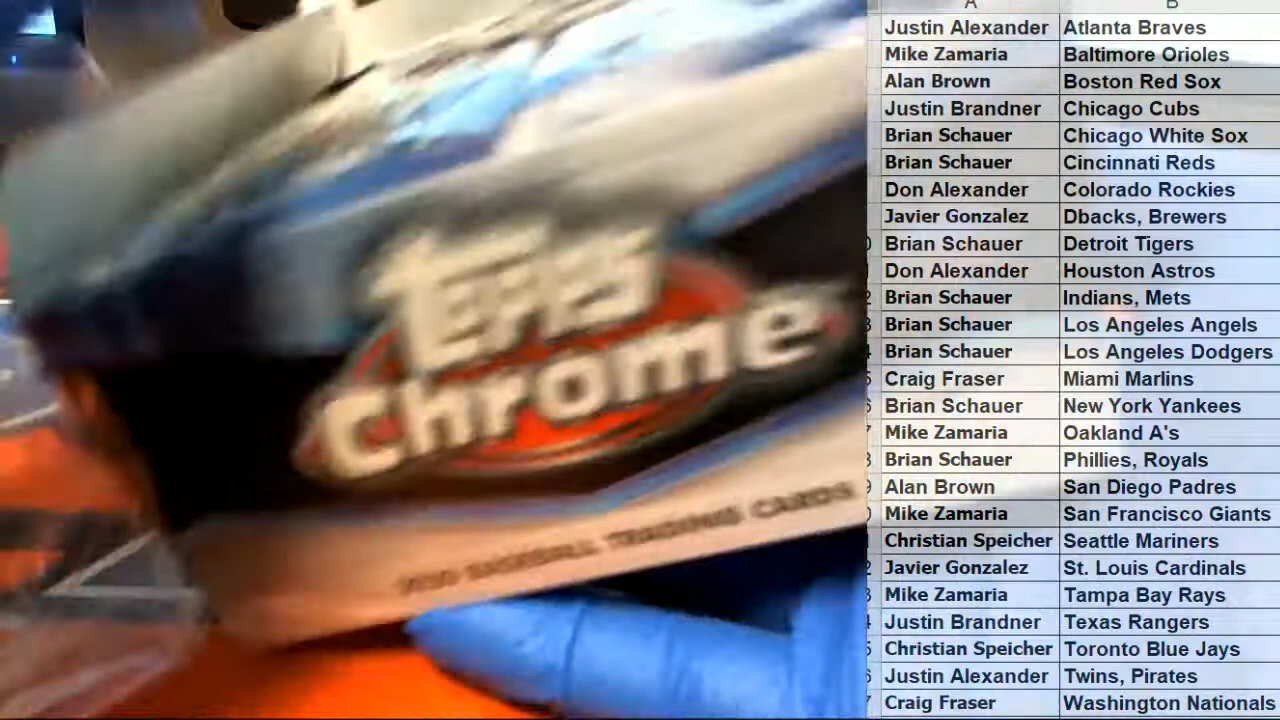 Topps
Chrome
2020 BASEBALL TRADING CARDS
A B
Justin Alexander Atlanta Braves
Mike Zamaria Baltimore Orioles
Alan Brown Boston Red Sox
Justin Brandner Chicago Cubs
Brian Schauer Chicago White Sox
Brian Schauer Cincinnati Reds
Don Alexander Colorado Rockies
Javier Gonzalez Dbacks, Brewers
Brian Schauer Detroit Tigers
Don Alexander Houston Astros
Brian Schauer Indians, Mets
Brian Schauer Los Angeles Angels
Brian Schauer Los Angeles Dodgers
Craig Fraser Miami Marlins
Brian Schauer New York Yankees
Mike Zamaria Oakland A's
Brian Schauer Phillies, Royals
Alan Brown San Diego Padres
Mike Zamaria San Francisco Giants
Christian Speicher Seattle Mariners
Javier Gonzalez St. Louis Cardinals
Mike Zamaria Tampa Bay Rays
Justin Brandner Texas Rangers
Christian Speicher Toronto Blue Jays
Justin Alexander Twins, Pirates
Craig Fraser Washington Nationals